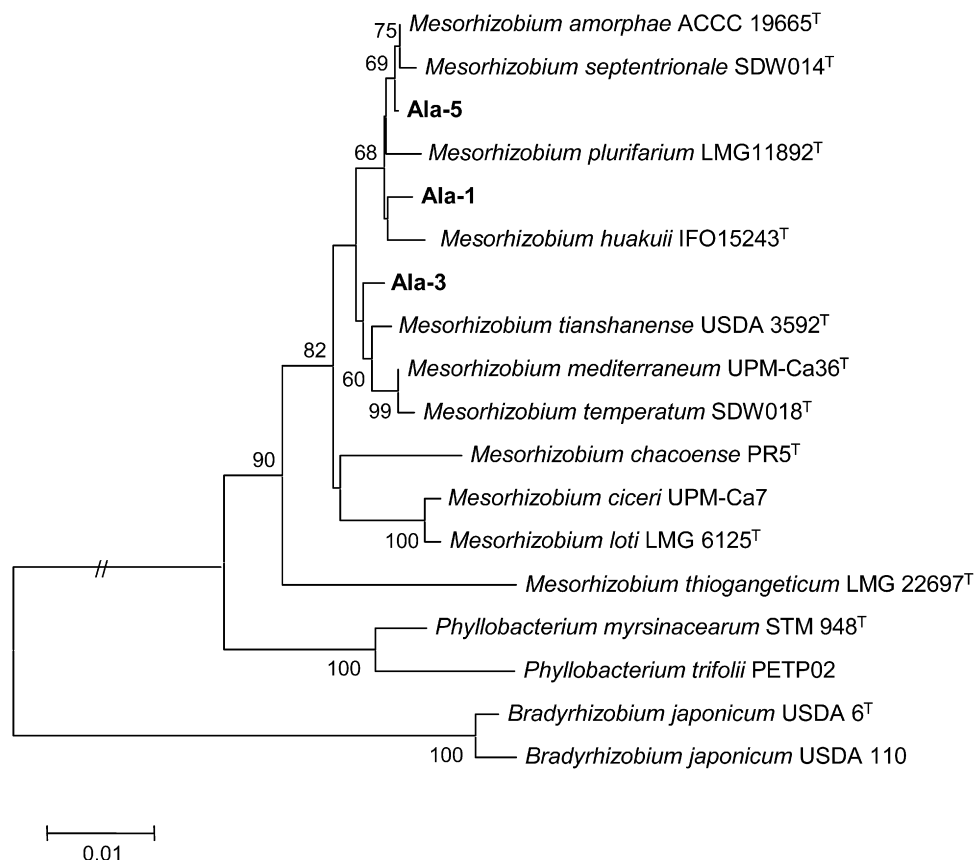 75
Mesorhizobium amorphae ACCC 19665T
69
Mesorhizobium septentrionale SDW014T
Ala-5
68
Mesorhizobium plurifarium LMG11892T
Ala-1
Mesorhizobium huakuii IFO15243T
Ala-3
Mesorhizobium tianshanense USDA 3592T
82
Mesorhizobium mediterraneum UPM-Ca36T
60
99
Mesorhizobium temperatum SDW018T
90
Mesorhizobium chacoense PR5T
Mesorhizobium ciceri UPM-Ca7
100
Mesorhizobium loti LMG 6125T
//
Mesorhizobium thiogangeticum LMG 22697T
Phyllobacterium myrsinacearum STM 948T
100
Phyllobacterium trifolii PETP02
Bradyrhizobium japonicum USDA 6T
100
Bradyrhizobium japonicum USDA 110
0.01